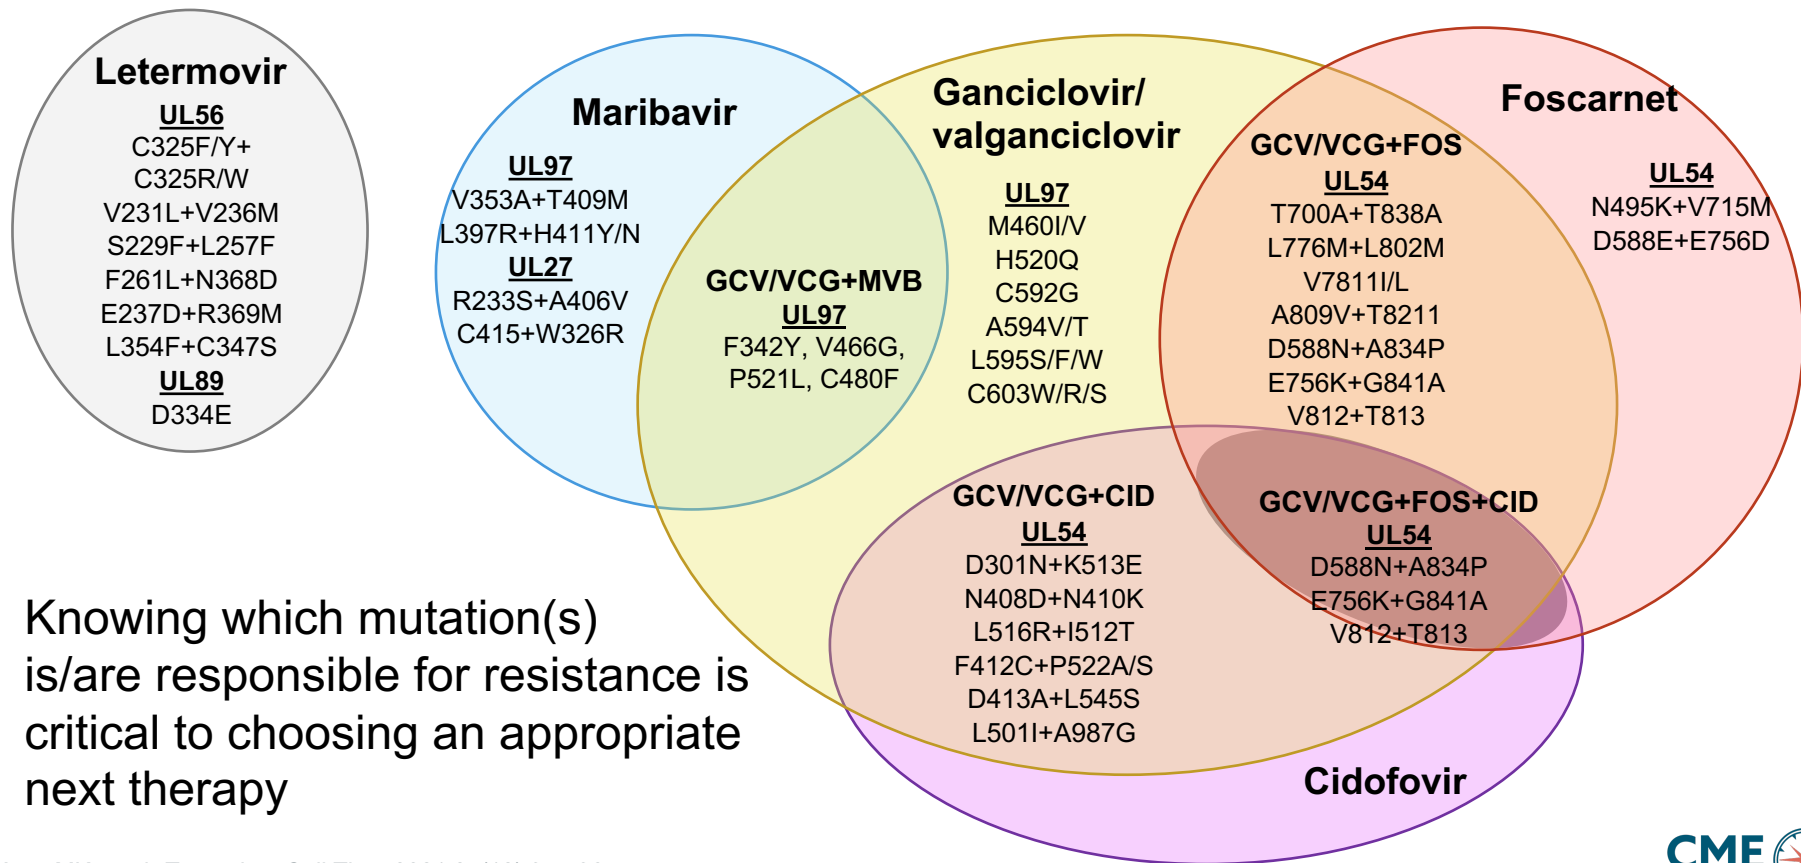 Letermovir
UL56
C325F/Y+
C325R/W
V231L+V236M
S229F+L257F
F261L+N368D
E237D+R369M
L354F+C347S
UL89
D334E
Maribavir
UL97
V353A+T409M
L397R+H411Y/N
UL27
R233S+A406V
C415+W326R
GCV/VCG+MVB
UL97
F342Y, V466G,
P521L, C480F
Ganciclovir/
valganciclovir
UL97
M460I/V
H520Q
C592G
A594V/T
L595S/F/W
C603W/R/S
GCV/VCG+FOS
UL54
T700A+T838A
L776M+L802M
V7811I/L
A809V+T8211
D588N+A834P
E756K+G841A
V812+T813
Foscarnet
UL54
N495K+V715M
D588E+E756D
GCV/VCG+CID
UL54
D301N+K513E
N408D+N410K
L516R+I512T
F412C+P522A/S
D413A+L545S
L501I+A987G
GCV/VCG+FOS+CID
UL54
D588N+A834P
E756K+G841A
V812+T813
Cidofovir
Knowing which mutation(s)
is/are responsible for resistance is
critical to choosing an appropriate
next therapy
CME